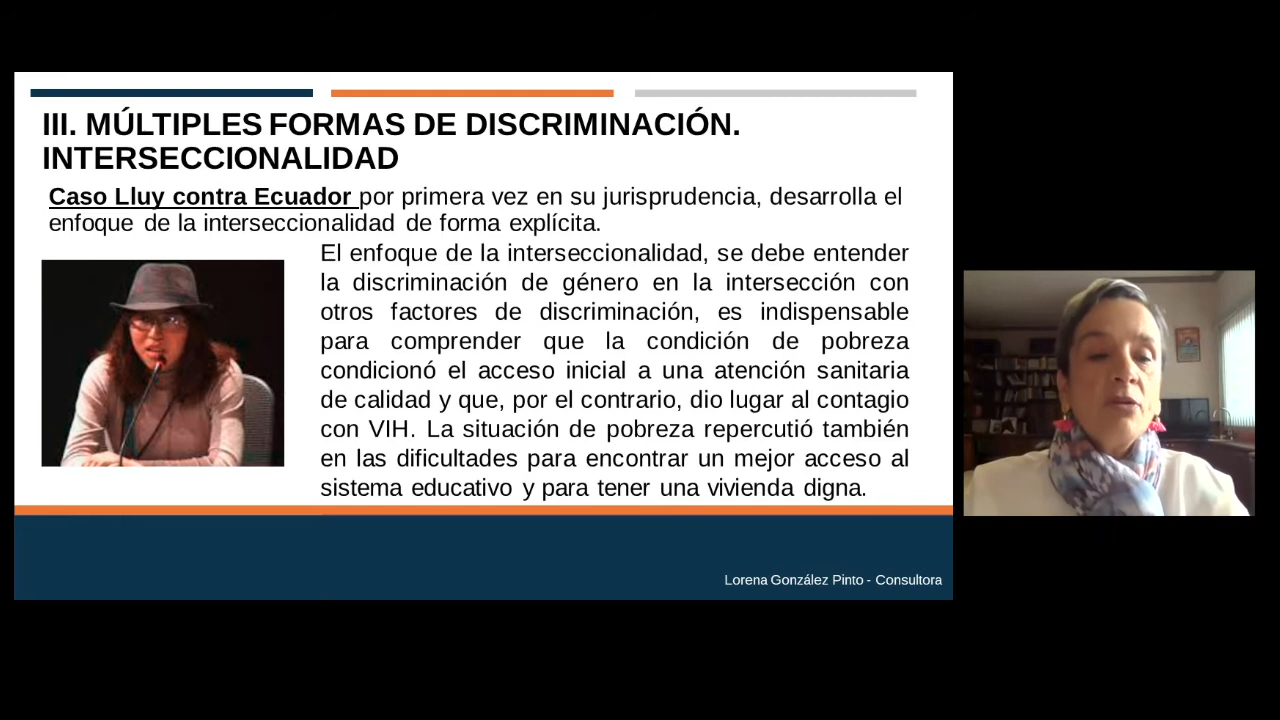 III. MÚLTIPLES FORMAS DE DISCRIMINACIÓN.
INTERSECCIONALIDAD
Caso Lluy contra Ecuador por primera vez en su jurisprudencia, desarrolla el
enfoque de la interseccionalidad de forma explícita.
El enfoque de la interseccionalidad, se debe entender
la discriminación de género en la intersección con
otros factores de discriminación, es indispensable
para comprender que la condición de pobreza
condicionó el acceso inicial a una atención sanitaria
de calidad y que, por el contrario, dio lugar al contagio
con VIH. La situación de pobreza repercutió también
en las dificultades para encontrar un mejor acceso al
sistema educativo y para tener una vivienda digna.
Lorena González Pinto - Consultora